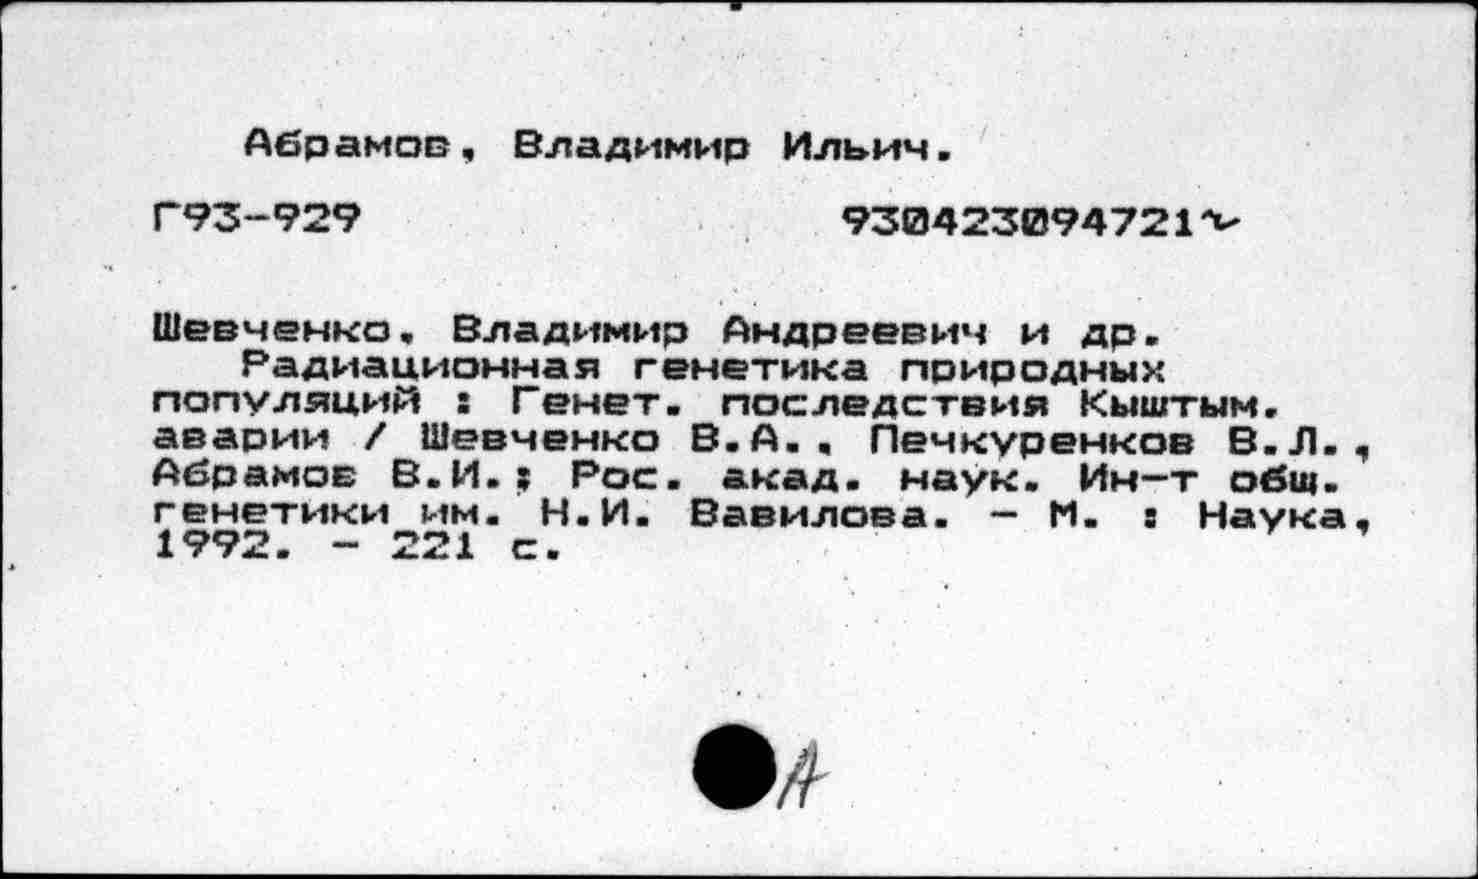 Абрамов, Владимир Ильич.
Г93-929 930423094721
Шевченко, Владимир Андреевич и др.
Радиационная генетика природных
популяций : Генет. последствия Кыштым.
аварии / Шевченко В.А., Печкуренков В.Л.,
Абрамов В.И.; Рос. акад. наук. Ин-т общ.
генетики им. Н.И. Вавилова. - М. : Наука,
1992. - 221 с.
А